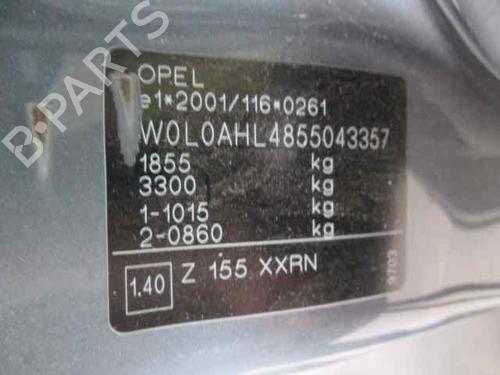 OPEL
e1*2001/116*0261
W0L0AHL4855043357
1855 kg
3300 kg
1-1015 kg
2-0860 kg
1.40 Z 155 XXRN
9703
B-PARTS